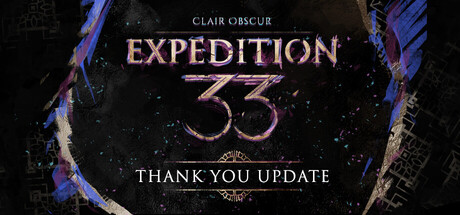 CLAIR OBSCUR
EXPEDITION
33
THANK YOU UPDATE